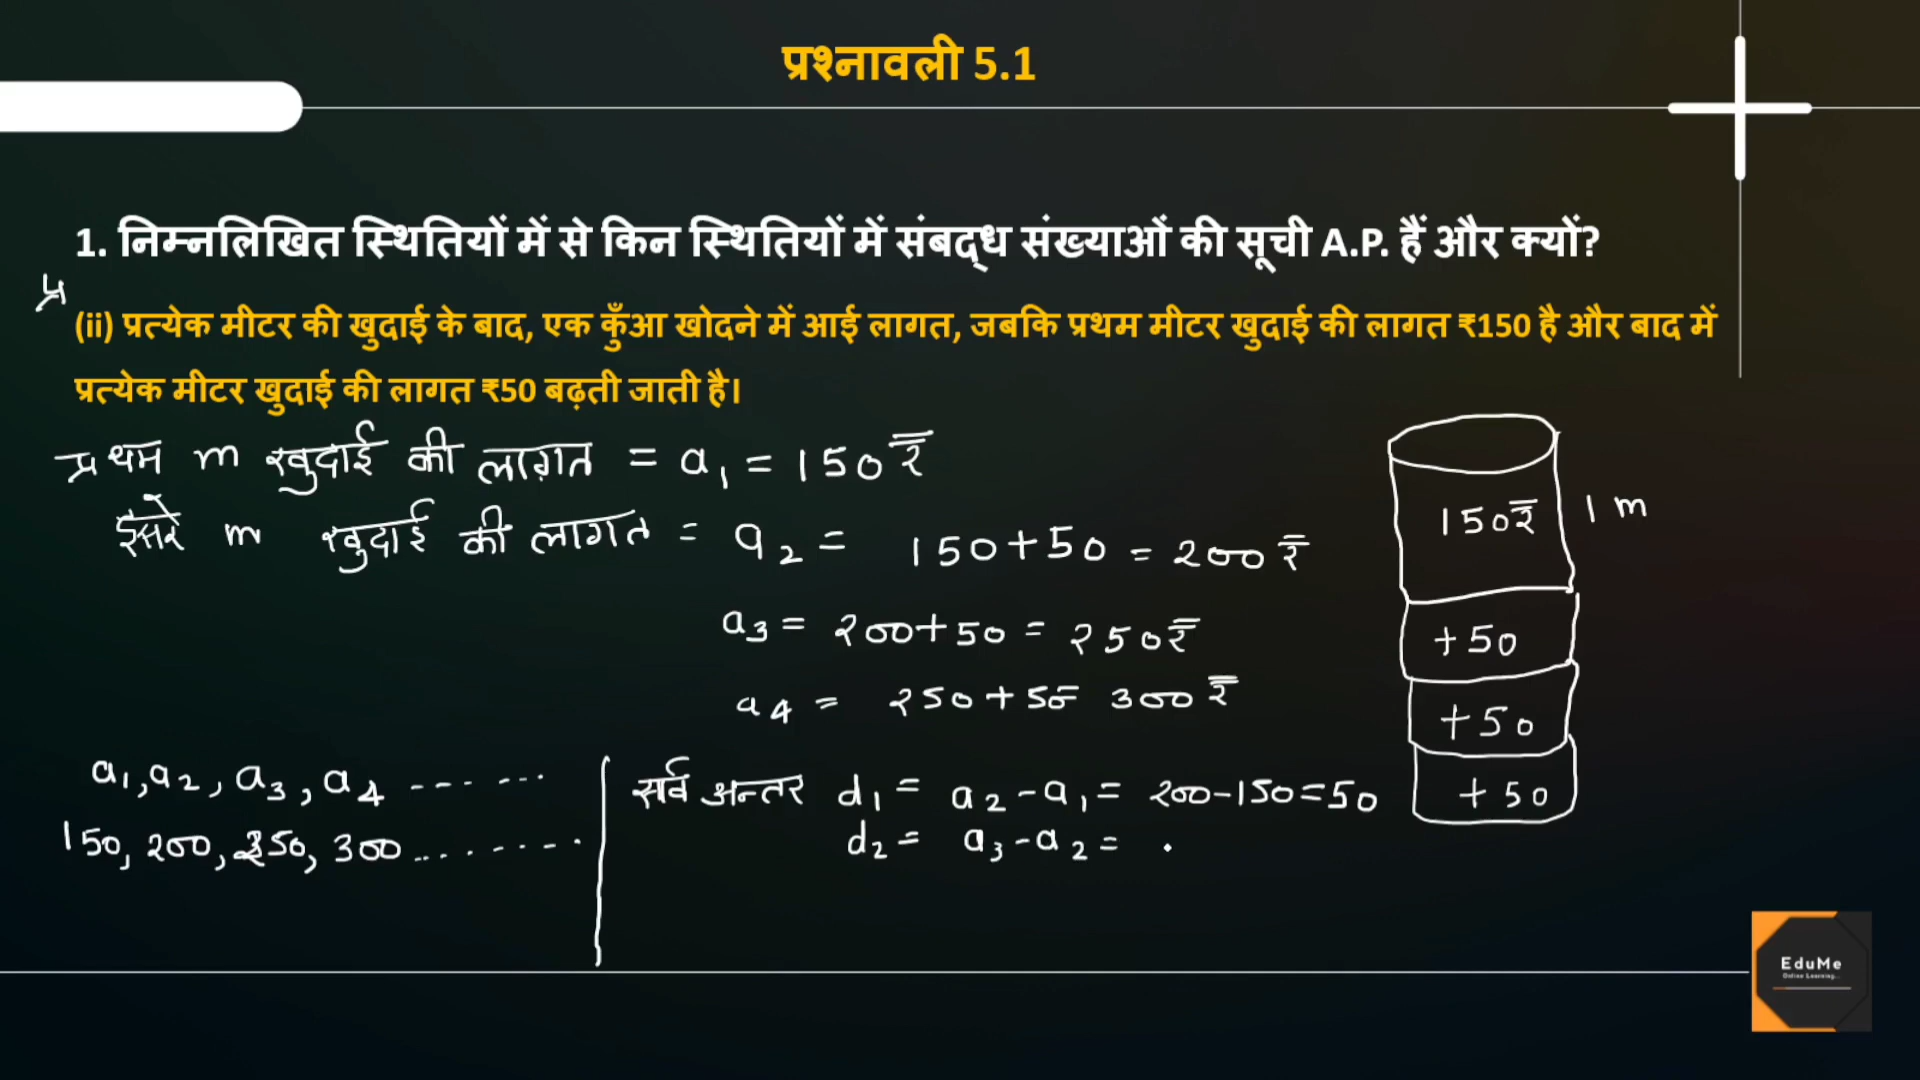 प्रश्नावली 5.1
1. निम्नलिखित स्थितियों में से किन स्थितियों में संबद्ध संख्याओं की सूची A.P. हैं और क्यों?
(ii) प्रत्येक मीटर की खुदाई के बाद, एक कुँआ खोदने में आई लागत, जबकि प्रथम मीटर खुदाई की लागत ₹150 है और बाद में
प्रत्येक मीटर खुदाई की लागत ₹50 बढ़ती जाती है।
प्रथम m खुदाई की लागत = a₁ = 150 ₹
m खुदाई की लागत = a₂ = 150+50 = 200 ₹
a₃ = 200+50 = 250 ₹
a₄ = 250+50= 300 ₹
150₹ 1 m
+50
+50
+50
a₁, a₂, a₃, a₄ ------
150, 200, 250, 300 ........
सर्व अन्तर d₁ = a₂-a₁ = 200-150=50
d₂ = a₃-a₂ = .
EduMe
Online Learning...